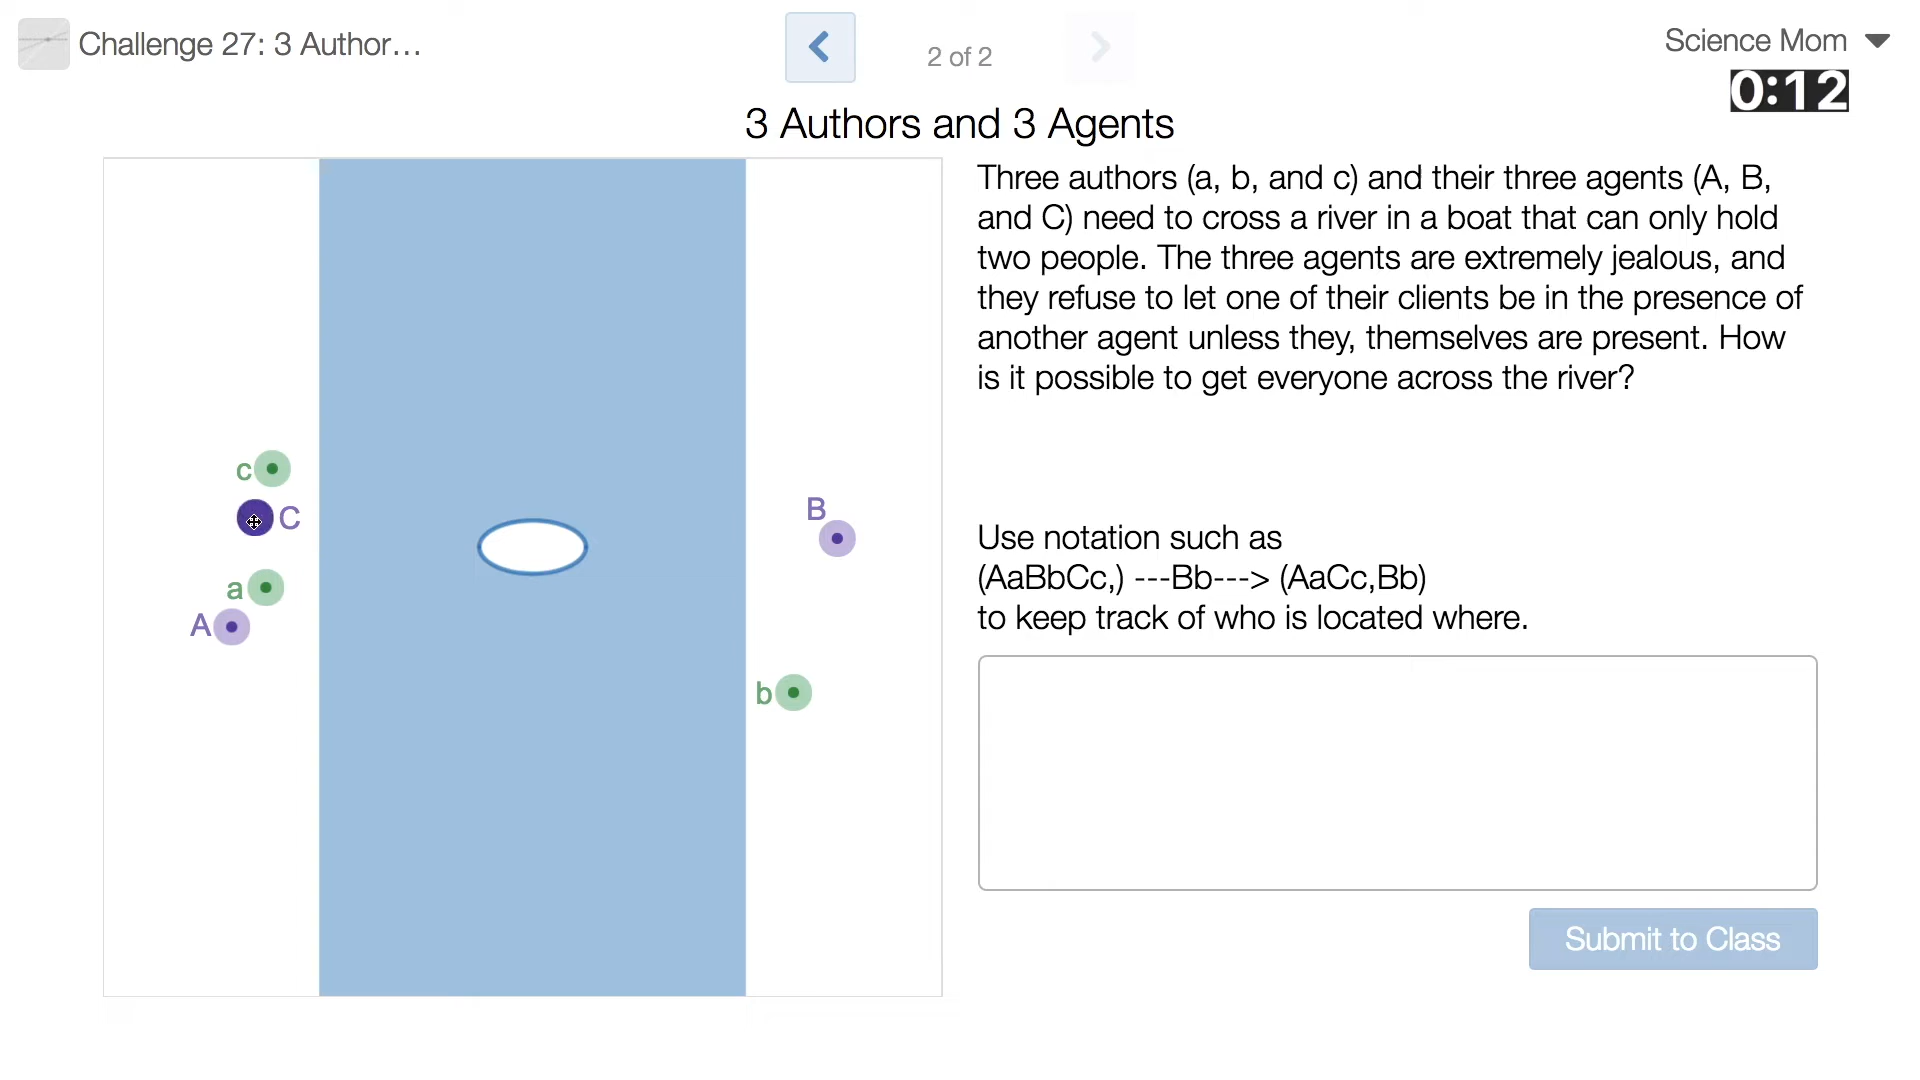 Challenge 27: 3 Author...
2 of 2
Science Mom
0:12
3 Authors and 3 Agents
Three authors (a, b, and c) and their three agents (A, B,
and C) need to cross a river in a boat that can only hold
two people. The three agents are extremely jealous, and
they refuse to let one of their clients be in the presence of
another agent unless they, themselves are present. How
is it possible to get everyone across the river?
c
C
a
A
B
b
Use notation such as
(AaBbCc,) ---Bb---> (AaCc,Bb)
to keep track of who is located where.
Submit to Class